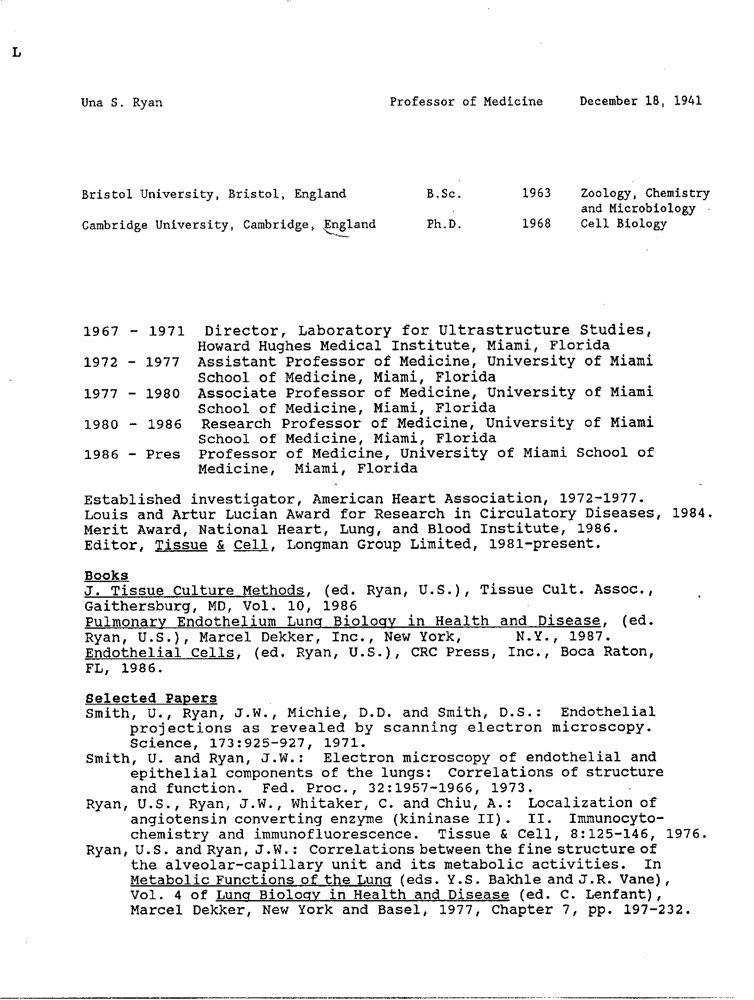 L
Una S. Ryan Professor of Medicine December 18, 1941
Bristol University, Bristol, England B.Sc. 1963 Zoology, Chemistry
and Microbiology
Cambridge University, Cambridge, England Ph.D. 1968 Cell Biology
1967 - 1971 Director, Laboratory for Ultrastructure Studies,
Howard Hughes Medical Institute, Miami, Florida
1972 - 1977 Assistant Professor of Medicine, University of Miami
School of Medicine, Miami, Florida
1977 - 1980 Associate Professor of Medicine, University of Miami
School of Medicine, Miami, Florida
1980 - 1986 Research Professor of Medicine, University of Miami
School of Medicine, Miami, Florida
1986 - Pres Professor of Medicine, University of Miami School of
Medicine, Miami, Florida
Established investigator, American Heart Association, 1972-1977.
Louis and Artur Lucian Award for Research in Circulatory Diseases, 1984.
Merit Award, National Heart, Lung, and Blood Institute, 1986.
Editor, Tissue & Cell, Longman Group Limited, 1981-present.
Books
J. Tissue Culture Methods, (ed. Ryan, U.S.), Tissue Cult. Assoc.,
Gaithersburg, MD, Vol. 10, 1986
Pulmonary Endothelium Lung Biology in Health and Disease, (ed.
Ryan, U.S.), Marcel Dekker, Inc., New York, N.Y., 1987.
Endothelial Cells, (ed. Ryan, U.S.), CRC Press, Inc., Boca Raton,
FL, 1986.
Selected Papers
Smith, U., Ryan, J.W., Michie, D.D. and Smith, D.S.: Endothelial
projections as revealed by scanning electron microscopy.
Science, 173:925-927, 1971.
Smith, U. and Ryan, J.W.: Electron microscopy of endothelial and
epithelial components of the lungs: Correlations of structure
and function. Fed. Proc., 32:1957-1966, 1973.
Ryan, U.S., Ryan, J.W., Whitaker, C. and Chiu, A.: Localization of
angiotensin converting enzyme (kininase II). II. Immunocyto-
chemistry and immunofluorescence. Tissue & Cell, 8:125-146, 1976.
Ryan, U.S. and Ryan, J.W.: Correlations between the fine structure of
the alveolar-capillary unit and its metabolic activities. In
Metabolic Functions of the Lung (eds. Y.S. Bakhle and J.R. Vane),
Vol. 4 of Lung Biology in Health and Disease (ed. C. Lenfant),
Marcel Dekker, New York and Basel, 1977, Chapter 7, pp. 197-232.